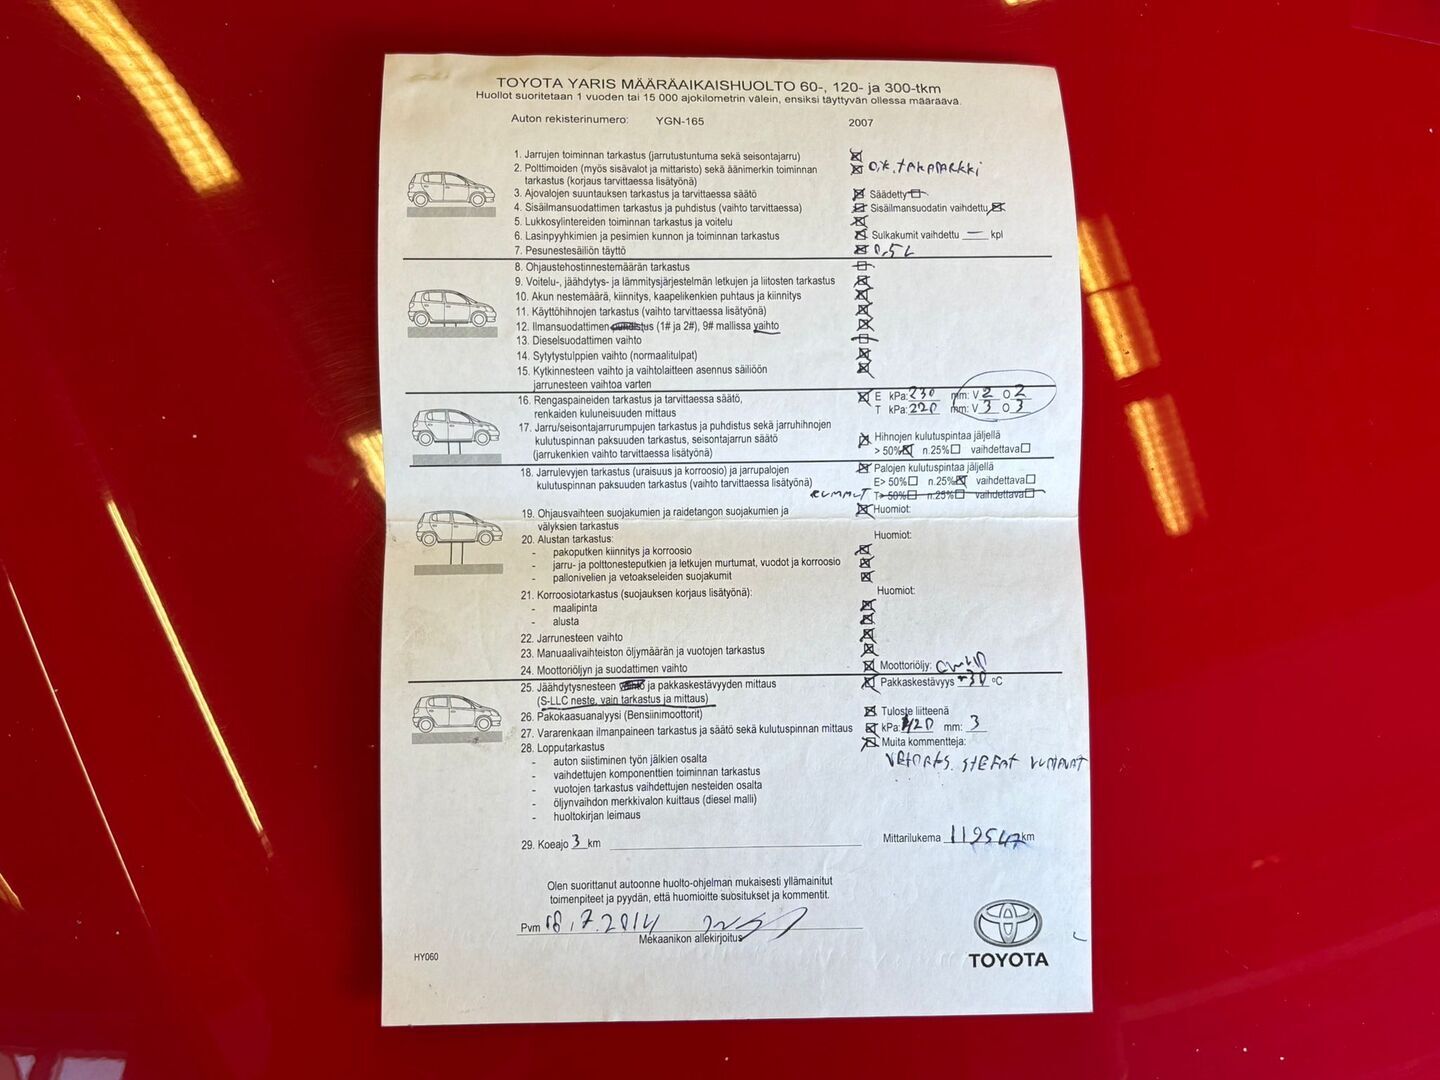 TOYOTA YARIS MÄÄRÄAIKAISHUOLTO 60-, 120- ja 300-tkm
Huollot suoritetaan 1 vuoden tai 15 000 ajokilometrin välein, ensiksi täyttyvän ollessa määräävä.
Auton rekisterinumero: YGN-165 2007
1. Jarrujen toiminnan tarkastus (jarrutustuntuma sekä seisontajarru)
2. Polttimoiden (myös sisävalot ja mittaristo) sekä äänimerkin toiminnan O.K. TAKAPARKKI
tarkastus (korjaus tarvittaessa lisätyönä)
3. Ajovalojen suuntauksen tarkastus ja tarvittaessa säätö Säädetty
4. Sisäilmansuodattimen tarkastus ja puhdistus (vaihto tarvittaessa) Sisäilmansuodatin vaihdettu
5. Lukkosylintereiden toiminnan tarkastus ja voitelu
6. Lasinpyyhkimien ja pesimien kunnon ja toiminnan tarkastus Sulkakumit vaihdettu — kpl
7. Pesunestesäiliön täyttö 0,5 L
8. Ohjaustehostinnestemäärän tarkastus
9. Voitelu-, jäähdytys- ja lämmitysjärjestelmän letkujen ja liitosten tarkastus
10. Akun nestemäärä, kiinnitys, kaapelikenkien puhtaus ja kiinnitys
11. Käyttöhihnojen tarkastus (vaihto tarvittaessa lisätyönä)
12. Ilmansuodattimen puhdistus (1# ja 2#), 9# mallissa vaihto
13. Dieselsuodattimen vaihto
14. Sytytystulppien vaihto (normaalitulpat)
15. Kytkinnesteen vaihto ja vaihtolaitteen asennus säiliöön
jarrunesteen vaihtoa varten
16. Rengaspaineiden tarkastus ja tarvittaessa säätö, E kPa: 230 mm: V 2 O 2
renkaiden kuluneisuuden mittaus T kPa: 220 mm: V 3 O 3
17. Jarru/seisontajarrurumpujen tarkastus ja puhdistus sekä jarruhihnojen
kulutuspinnan paksuuden tarkastus, seisontajarrun säätö Hihnojen kulutuspintaa jäljellä
(jarrukenkien vaihto tarvittaessa lisätyönä) > 50% n.25% vaihdettava
18. Jarrulevyjen tarkastus (uraisuus ja korroosio) ja jarrupalojen Palojen kulutuspintaa jäljellä
kulutuspinnan paksuuden tarkastus (vaihto tarvittaessa lisätyönä) E> 50% n.25% vaihdettava
RUMMUT T> 50% n.25% vaihdettava
19. Ohjausvaihteen suojakumien ja raidetangon suojakumien ja Huomiot:
välyksien tarkastus
20. Alustan tarkastus: Huomiot:
- pakoputken kiinnitys ja korroosio
- jarru- ja polttonesteputkien ja letkujen murtumat, vuodot ja korroosio
- pallonivelien ja vetoakseleiden suojakumit
21. Korroosiotarkastus (suojauksen korjaus lisätyönä): Huomiot:
- maalipinta
- alusta
22. Jarrunesteen vaihto
23. Manuaalivaihteiston öljymäärän ja vuotojen tarkastus
24. Moottoriöljyn ja suodattimen vaihto Moottoriöljy:
25. Jäähdytysnesteen vaihto ja pakkaskestävyyden mittaus Pakkaskestävyys -30 °C
(S-LLC neste, vain tarkastus ja mittaus)
26. Pakokaasuanalyysi (Bensiinimoottorit) Tuloste liitteenä
27. Vararenkaan ilmanpaineen tarkastus ja säätö sekä kulutuspinnan mittaus kPa: 420 mm: 3
28. Lopputarkastus Muita kommentteja:
- auton siistiminen työn jälkien osalta
- vaihdettujen komponenttien toiminnan tarkastus
- vuotojen tarkastus vaihdettujen nesteiden osalta
- öljynvaihdon merkkivalon kuittaus (diesel malli)
- huoltokirjan leimaus
29. Koeajo 3 km Mittarilukema 119547 km
Olen suorittanut autoonne huolto-ohjelman mukaisesti yllämainitut
toimenpiteet ja pyydän, että huomioitte suositukset ja kommentit.
Pvm 18.7.2014
Mekaanikon allekirjoitus
HY060
TOYOTA